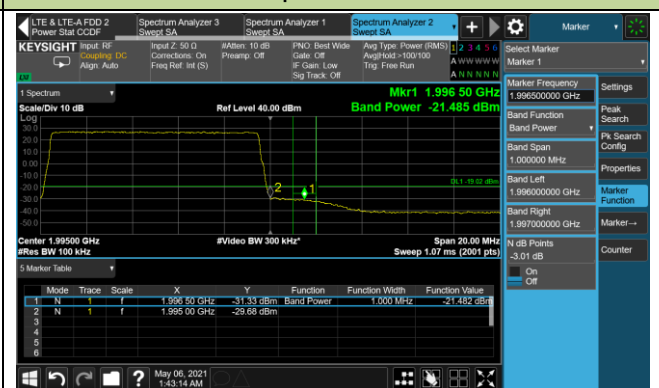 LTE & LTE-A FDD 2
Power Stat CCDF
Spectrum Analyzer 3
Swept SA
Spectrum Analyzer 1
Swept SA
Spectrum Analyzer 2
Swept SA
Marker
KEYSIGHT
Input: RF
Coupling: DC
Align: Auto
Input Z: 50 Ω
Corrections: On
Freq Ref: Int (S)
#Atten: 10 dB
Preamp: Off
PNO: Best Wide
Gate: Off
IF Gain: Low
Sig Track: Off
Avg Type: Power (RMS)
Avg|Hold:>100/100
Trig: Free Run
1 2 3 4 5 6
A W W W W W
A N N N N N
LXI
Select Marker
Marker 1
1 Spectrum
Scale/Div 10 dB
Ref Level 40.00 dBm
Mkr1 1.996 50 GHz
Band Power -21.485 dBm
Log
30.0
20.0
10.0
0.00
-10.0
-20.0
-30.0
-40.0
-50.0
DL1 -19.02 dBm
2
1
Center 1.99500 GHz
#Res BW 100 kHz
#Video BW 300 kHz*
Span 20.00 MHz
Sweep 1.07 ms (2001 pts)
5 Marker Table
Mode Trace Scale X Y Function Function Width Function Value
1 N 1 f 1.996 50 GHz -31.33 dBm Band Power 1.000 MHz -21.482 dBm
2 N 1 f 1.995 00 GHz -29.68 dBm
3
4
5
6
Marker Frequency
1.996500000 GHz
Band Function
Band Power
Band Span
1.000000 MHz
Band Left
1.996000000 GHz
Band Right
1.997000000 GHz
N dB Points
-3.01 dB
On
Off
Settings
Peak
Search
Pk Search
Config
Properties
Marker
Function
Marker→
Counter
?
May 06, 2021
1:43:14 AM